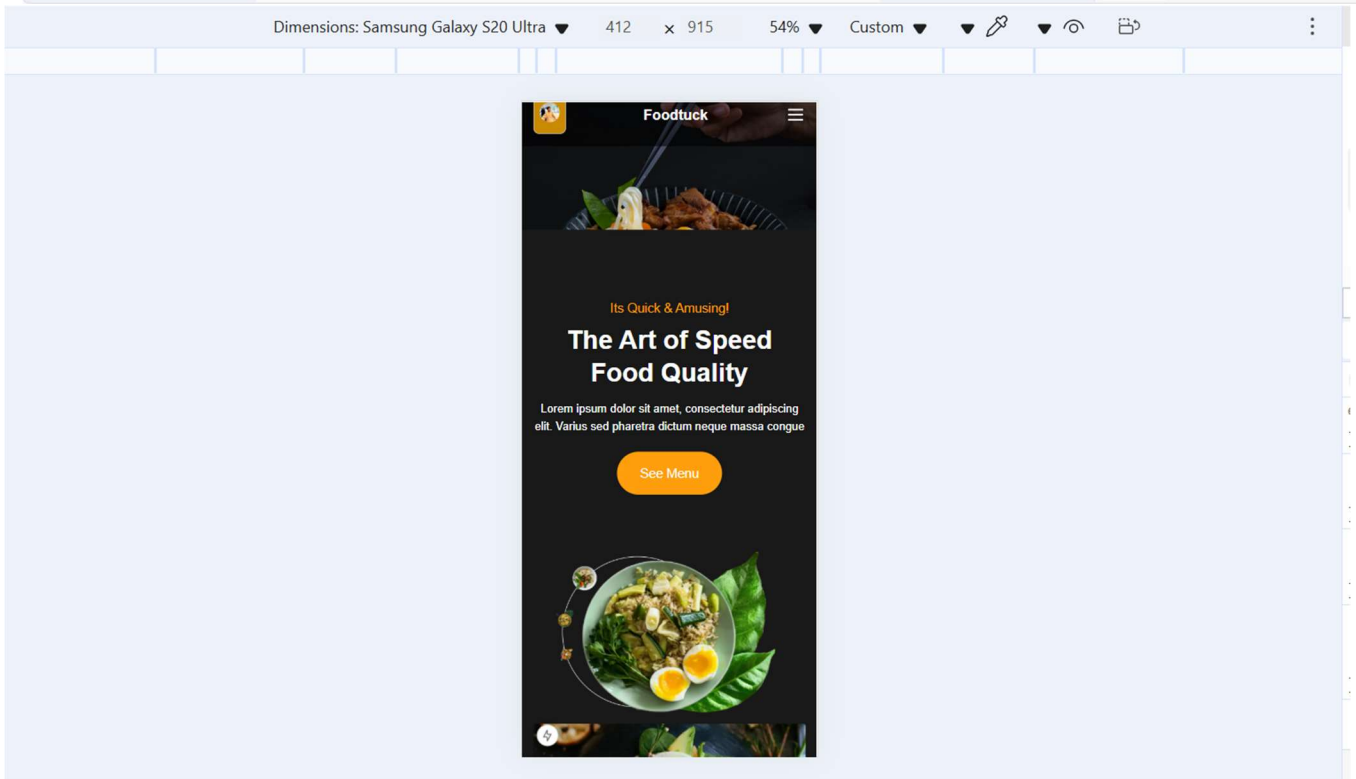 Dimensions: Samsung Galaxy S20 Ultra 412 × 915 54% Custom
Foodtuck
Its Quick & Amusing!
The Art of Speed
Food Quality
Lorem ipsum dolor sit amet, consectetur adipiscing
elit. Varius sed pharetra dictum neque massa congue
See Menu